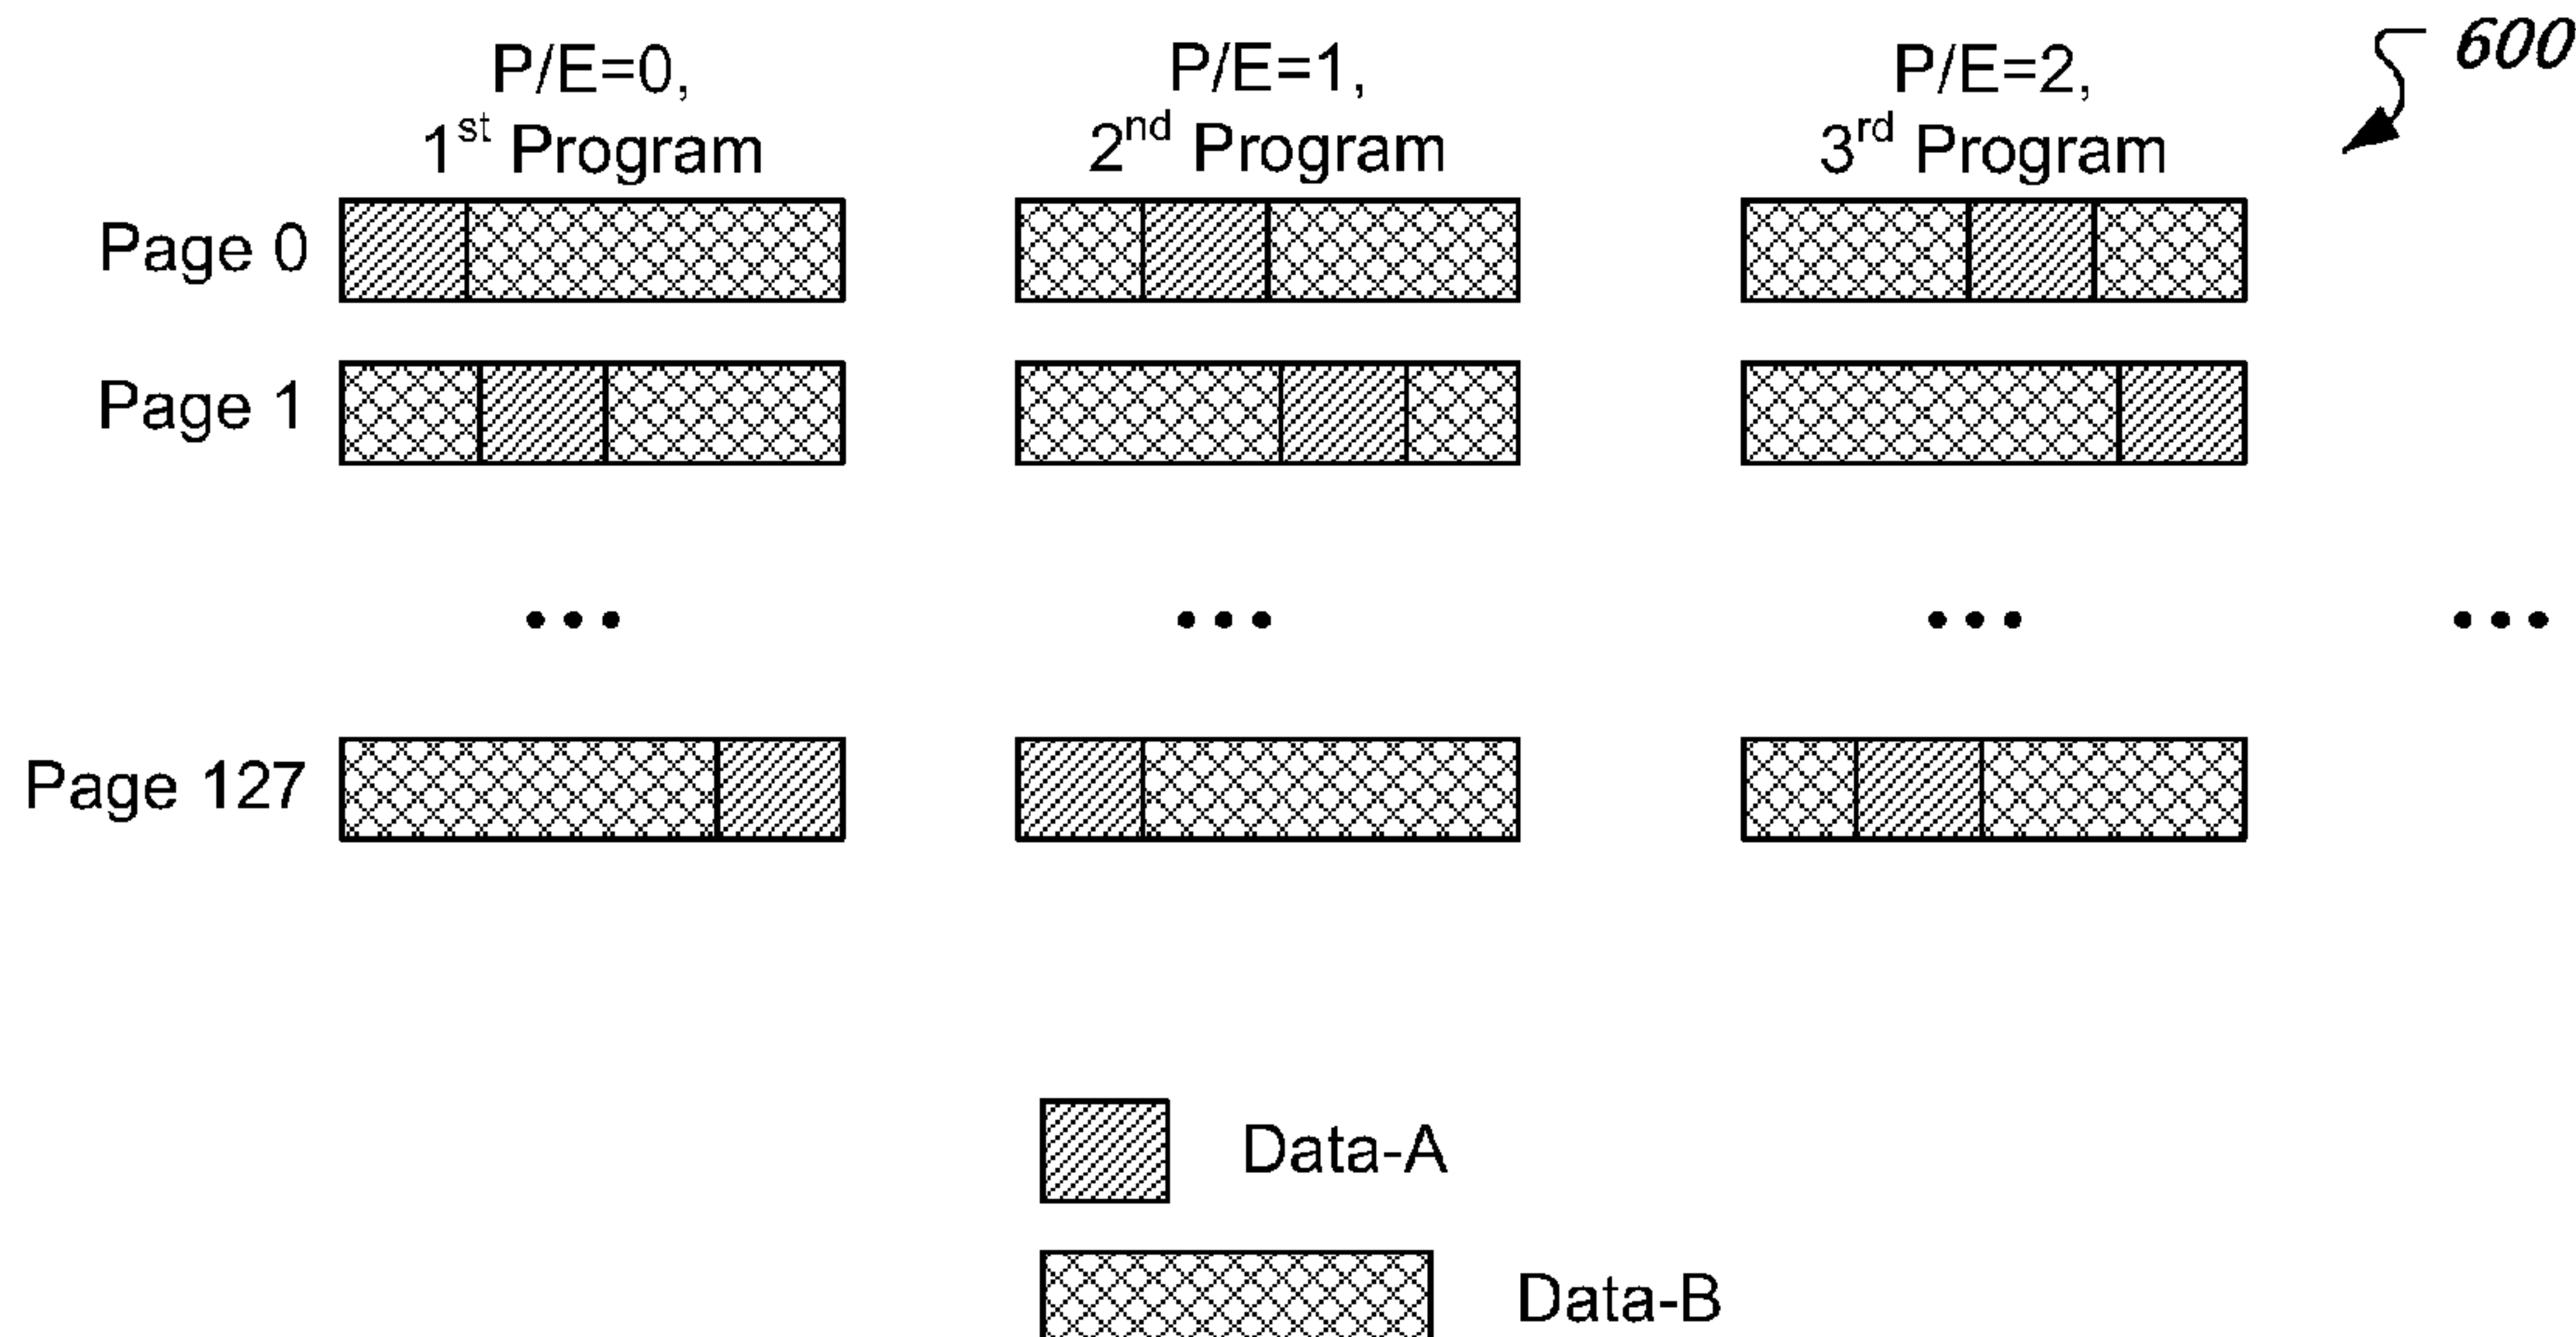 600
P/E=0,
1st Program
P/E=1,
2nd Program
P/E=2,
3rd Program
Page 0
Page 1
...
...
...
...
Page 127
Data-A
Data-B